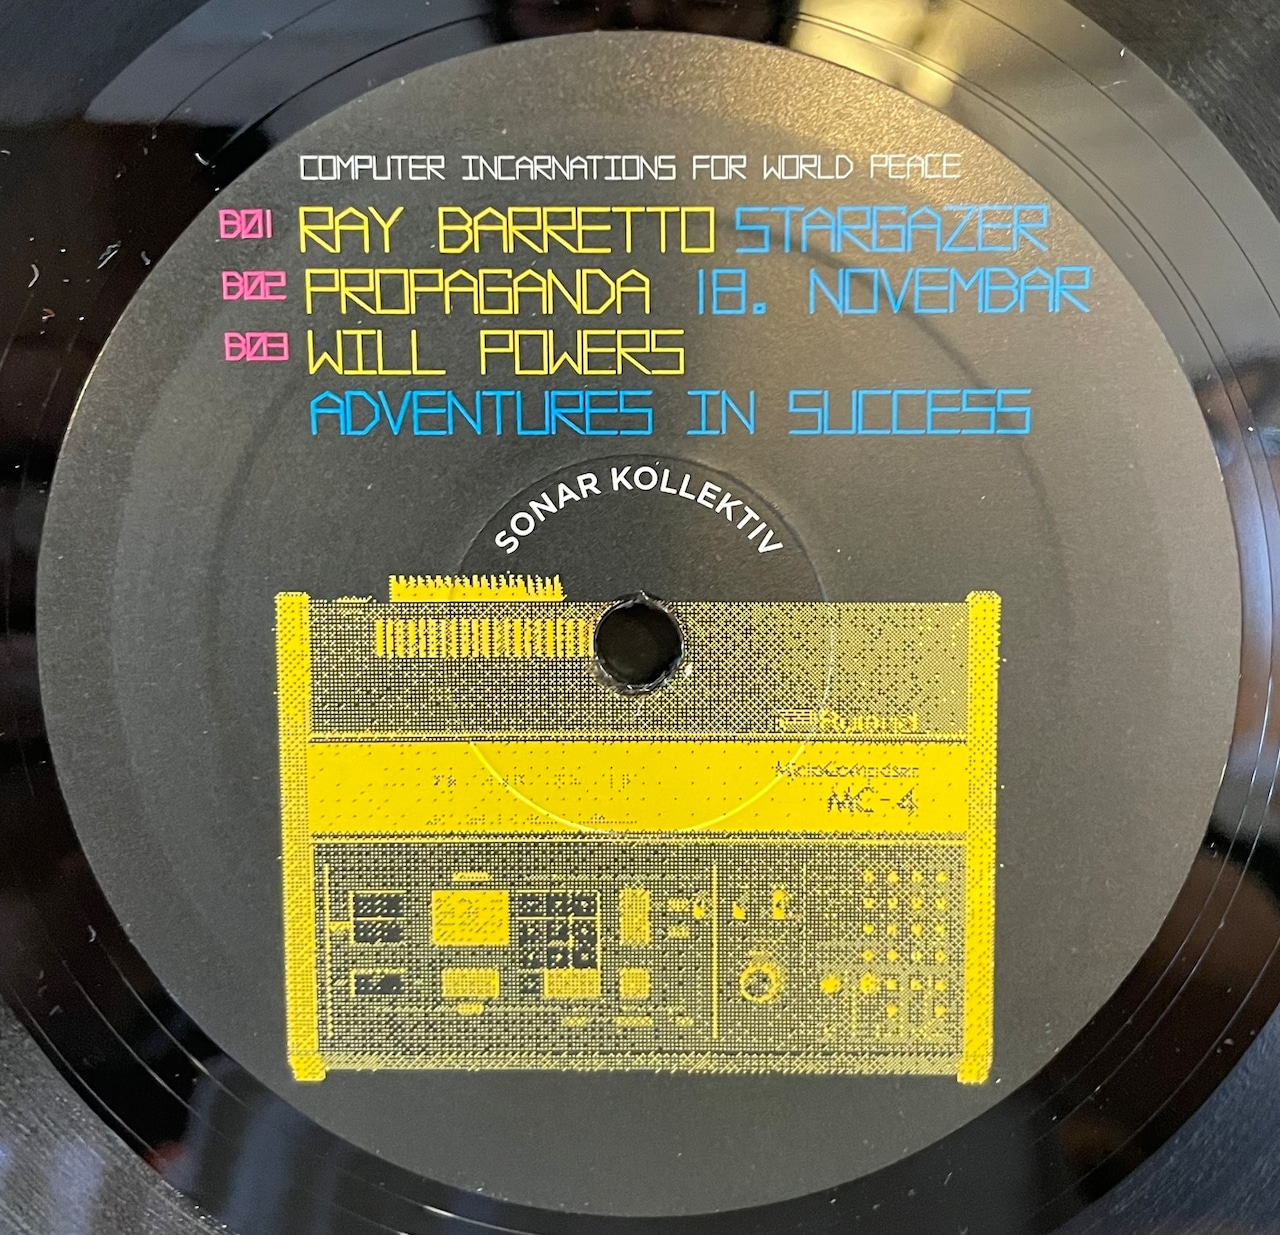 COMPUTER INCARNATIONS FOR WORLD PEACE
B01 RAY BARRETTO STARGAZER
B02 PROPAGANDA 18. NOVEMBAR
B03 WILL POWERS
ADVENTURES IN SUCCESS
SONAR KOLLEKTIV
Roland
MicroComposer
MC-4